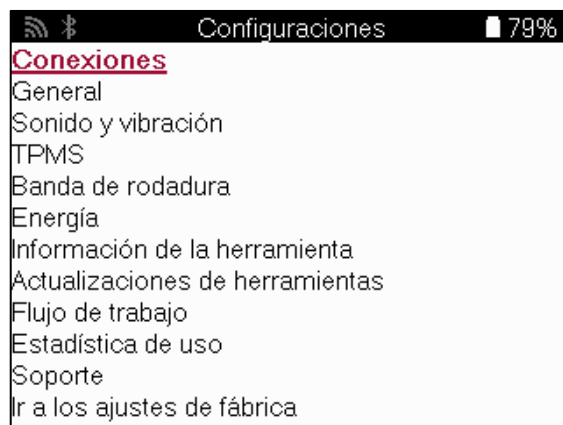 Configuraciones 79%
Conexiones
General
Sonido y vibración
TPMS
Banda de rodadura
Energía
Información de la herramienta
Actualizaciones de herramientas
Flujo de trabajo
Estadística de uso
Soporte
Ir a los ajustes de fábrica